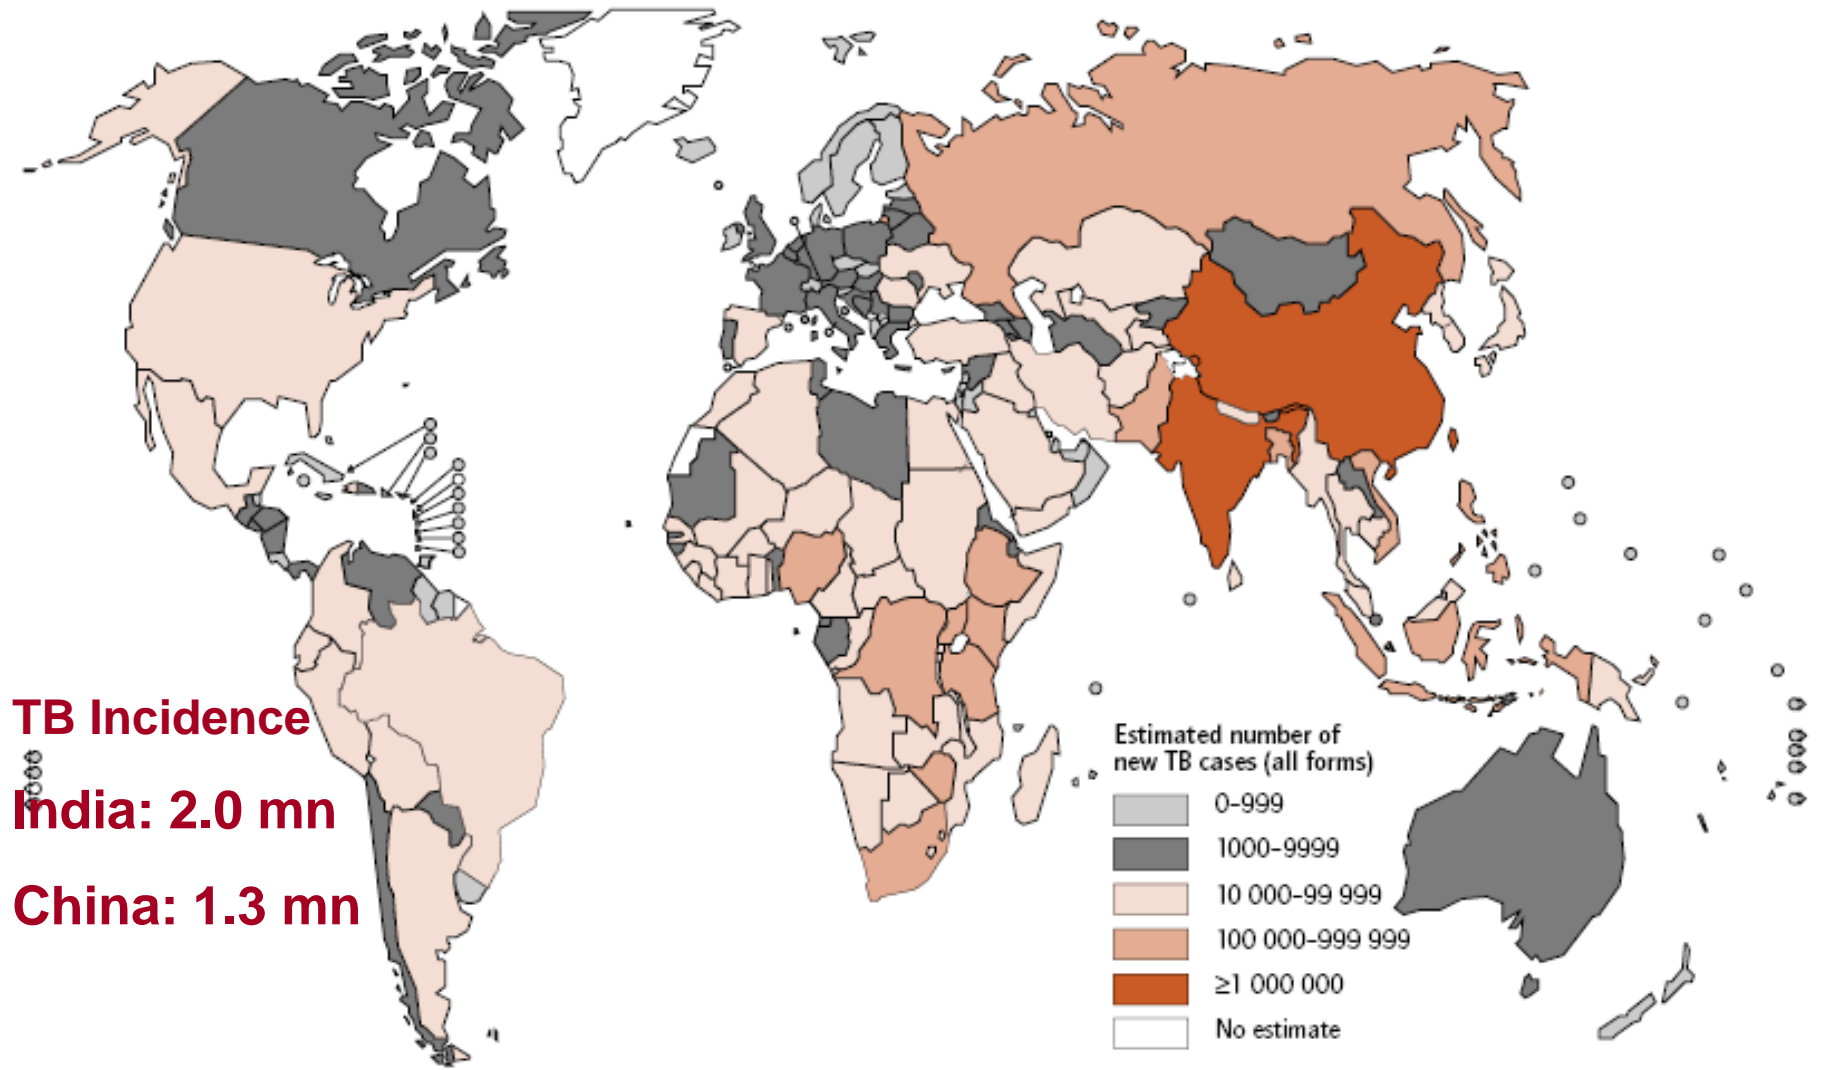 TB Incidence
India: 2.0 mn
China: 1.3 mn
Estimated number of
new TB cases (all forms)
0–999
1000–9999
10 000–99 999
100 000–999 999
≥1 000 000
No estimate